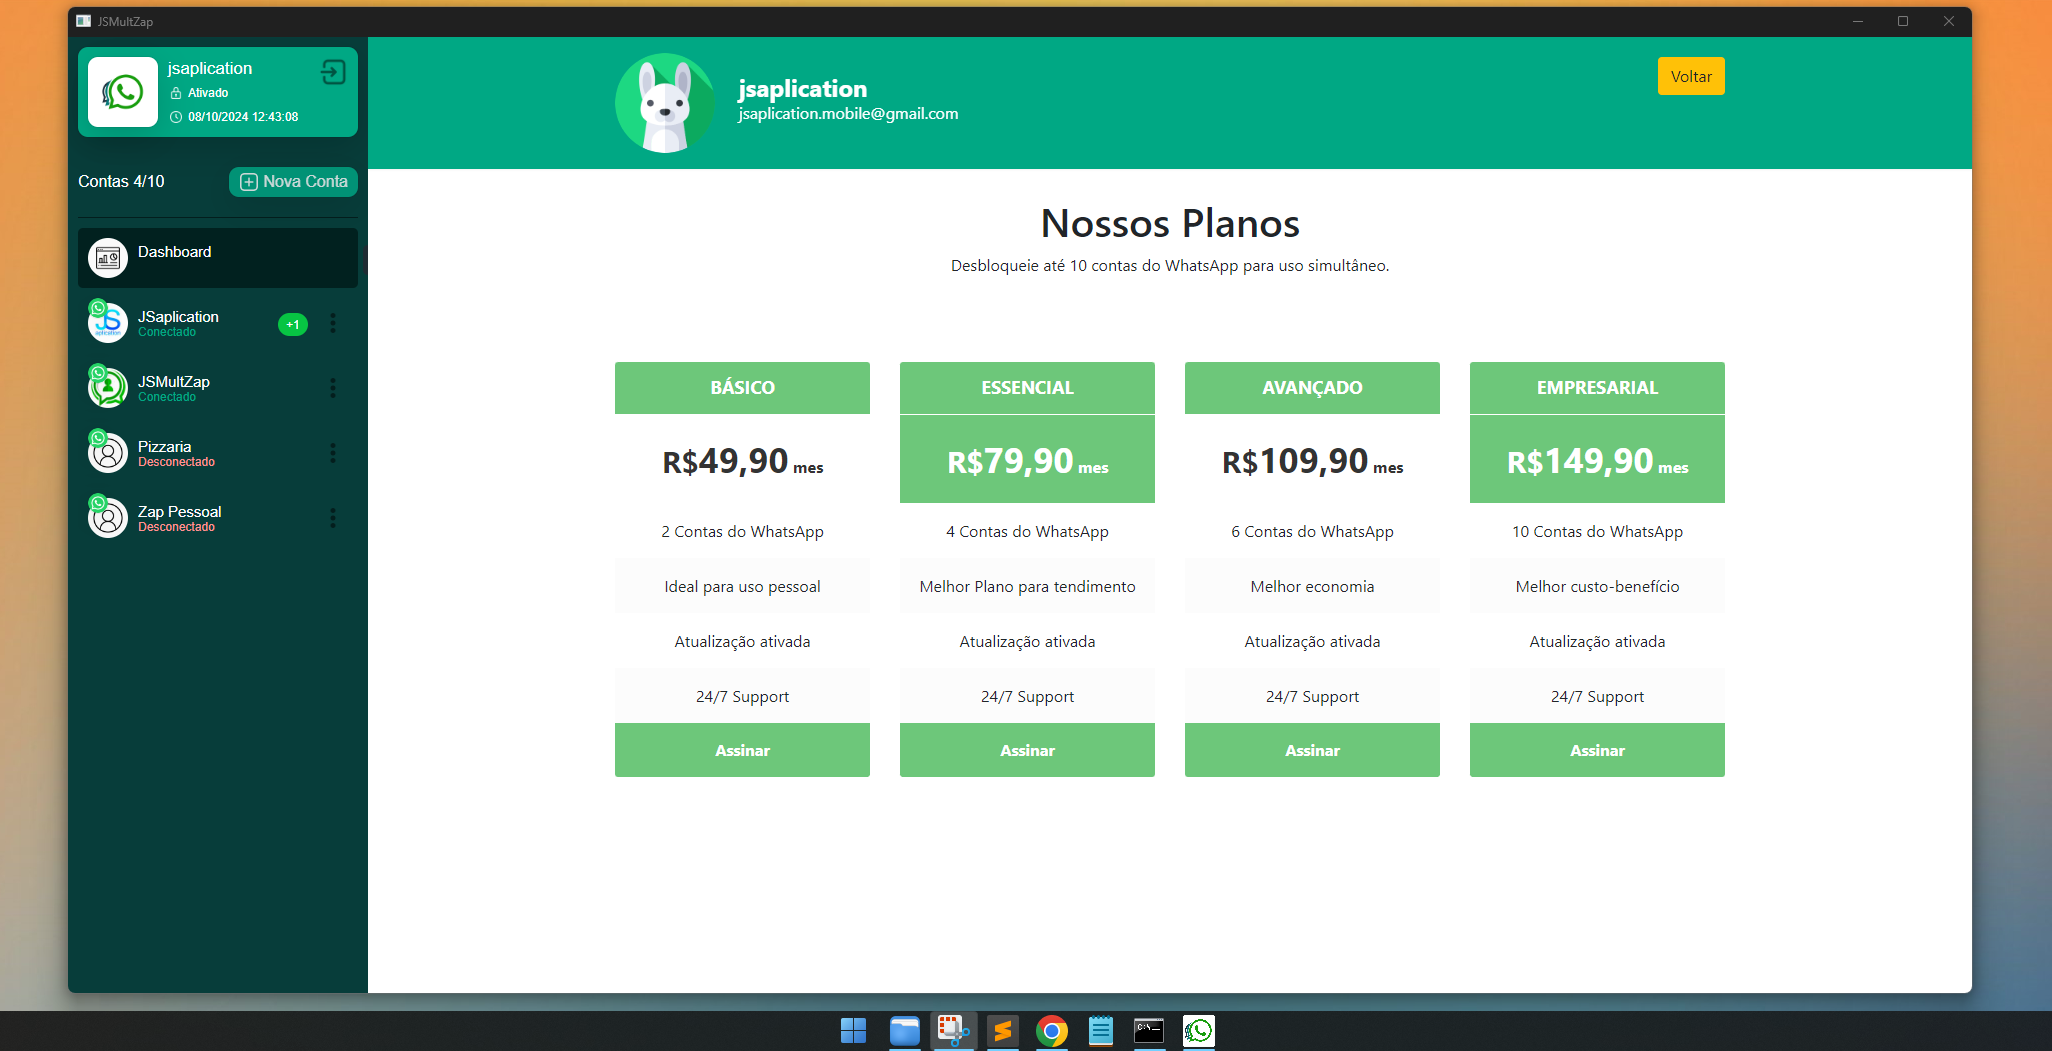 JSMultZap
jsaplication
Ativado
08/10/2024 12:43:08
Contas 4/10
Nova Conta
Dashboard
JSaplication
Conectado
+1
JSMultZap
Conectado
Pizzaria
Desconectado
Zap Pessoal
Desconectado
jsaplication
jsaplication.mobile@gmail.com
Voltar
Nossos Planos
Desbloqueie até 10 contas do WhatsApp para uso simultâneo.
BÁSICO
R$49,90 mes
2 Contas do WhatsApp
Ideal para uso pessoal
Atualização ativada
24/7 Support
Assinar
ESSENCIAL
R$79,90 mes
4 Contas do WhatsApp
Melhor Plano para tendimento
Atualização ativada
24/7 Support
Assinar
AVANÇADO
R$109,90 mes
6 Contas do WhatsApp
Melhor economia
Atualização ativada
24/7 Support
Assinar
EMPRESARIAL
R$149,90 mes
10 Contas do WhatsApp
Melhor custo-benefício
Atualização ativada
24/7 Support
Assinar